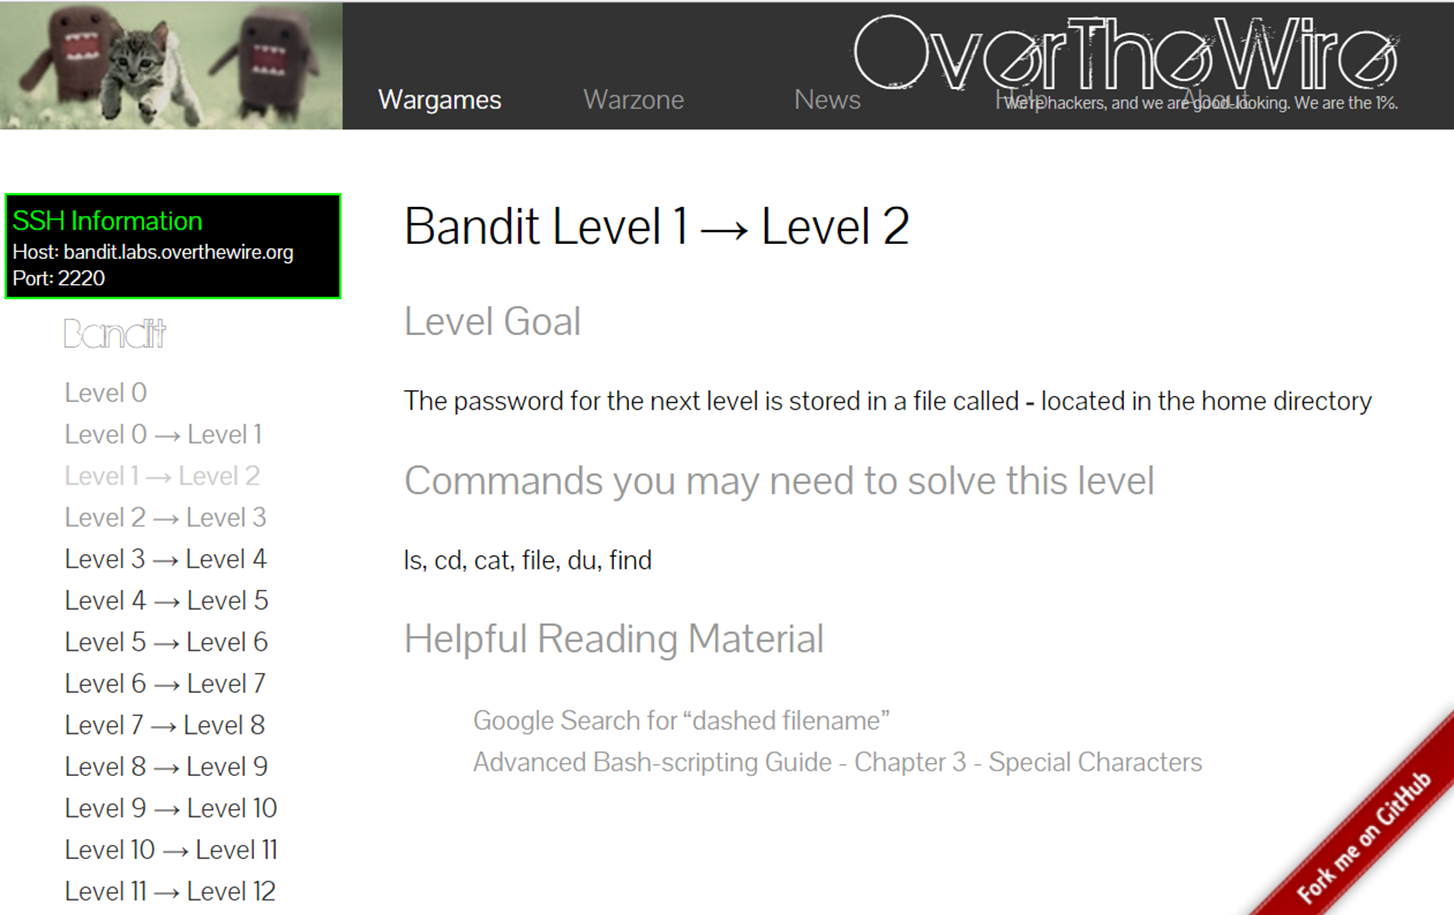 OverTheWire
Wargames Warzone News Help About
We're hackers, and we are good-looking. We are the 1%.
SSH Information
Host: bandit.labs.overthewire.org
Port: 2220
Bandit
Level 0
Level 0 → Level 1
Level 1 → Level 2
Level 2 → Level 3
Level 3 → Level 4
Level 4 → Level 5
Level 5 → Level 6
Level 6 → Level 7
Level 7 → Level 8
Level 8 → Level 9
Level 9 → Level 10
Level 10 → Level 11
Level 11 → Level 12
Bandit Level 1 → Level 2
Level Goal
The password for the next level is stored in a file called - located in the home directory
Commands you may need to solve this level
ls, cd, cat, file, du, find
Helpful Reading Material
Google Search for “dashed filename”
Advanced Bash-scripting Guide - Chapter 3 - Special Characters
Fork me on GitHub